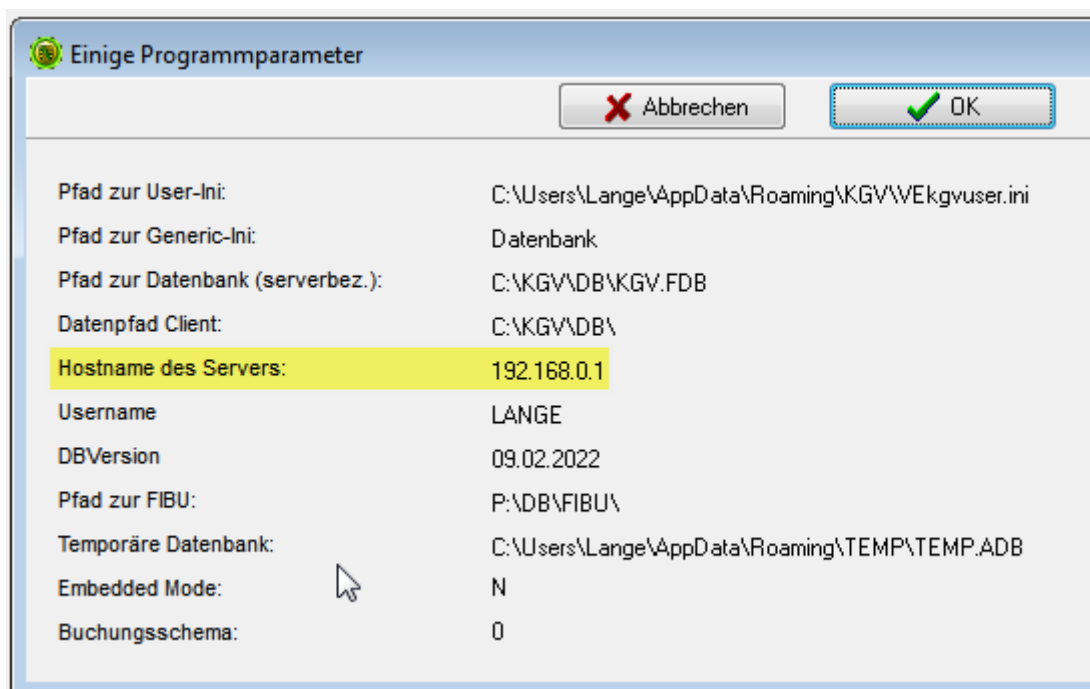 Einige Programmparameter
Abbrechen OK
Pfad zur User-Ini: C:\Users\Lange\AppData\Roaming\KGV\VEkgvuser.ini
Pfad zur Generic-Ini: Datenbank
Pfad zur Datenbank (serverbez.): C:\KGV\DB\KGV.FDB
Datenpfad Client: C:\KGV\DB\
Hostname des Servers: 192.168.0.1
Username LANGE
DBVersion 09.02.2022
Pfad zur FIBU: P:\DB\FIBU\
Temporäre Datenbank: C:\Users\Lange\AppData\Roaming\TEMP\TEMP.ADB
Embedded Mode: N
Buchungsschema: 0